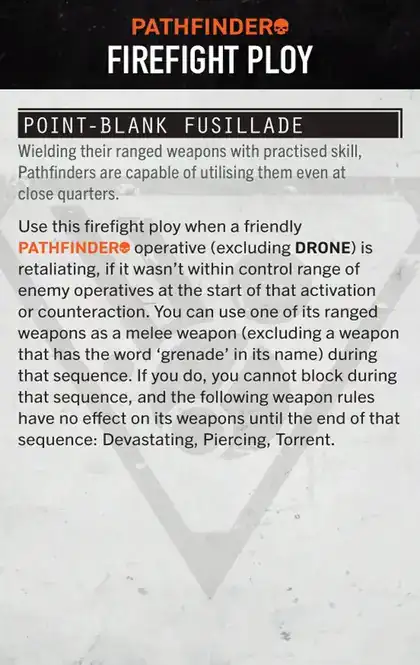 PATHFINDER
FIREFIGHT PLOY
POINT-BLANK FUSILLADE
Wielding their ranged weapons with practised skill,
Pathfinders are capable of utilising them even at
close quarters.
Use this firefight ploy when a friendly
PATHFINDER operative (excluding DRONE) is
retaliating, if it wasn’t within control range of
enemy operatives at the start of that activation
or counteraction. You can use one of its ranged
weapons as a melee weapon (excluding a weapon
that has the word ‘grenade’ in its name) during
that sequence. If you do, you cannot block during
that sequence, and the following weapon rules
have no effect on its weapons until the end of that
sequence: Devastating, Piercing, Torrent.